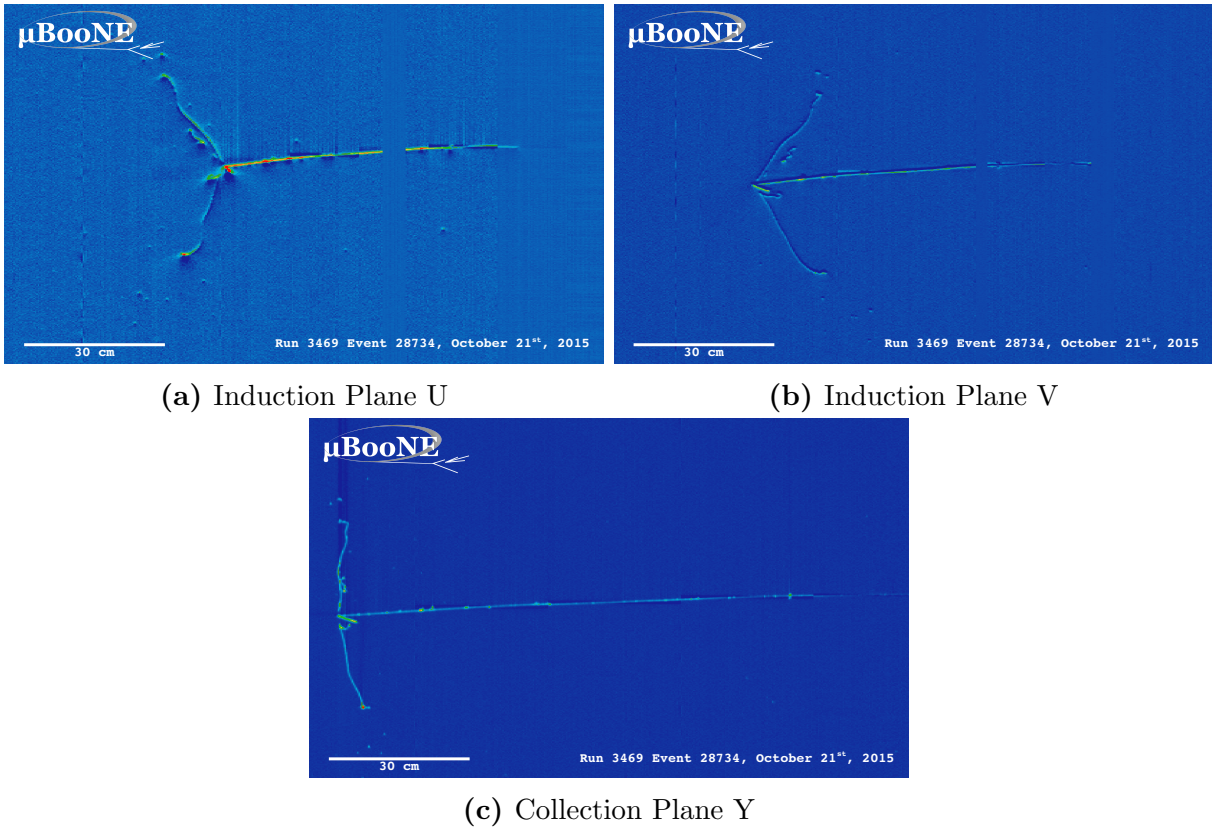 μBooNE
30 cm
Run 3469 Event 28734, October 21st, 2015
(a) Induction Plane U
μBooNE
30 cm
Run 3469 Event 28734, October 21st, 2015
(b) Induction Plane V
μBooNE
30 cm
Run 3469 Event 28734, October 21st, 2015
(c) Collection Plane Y